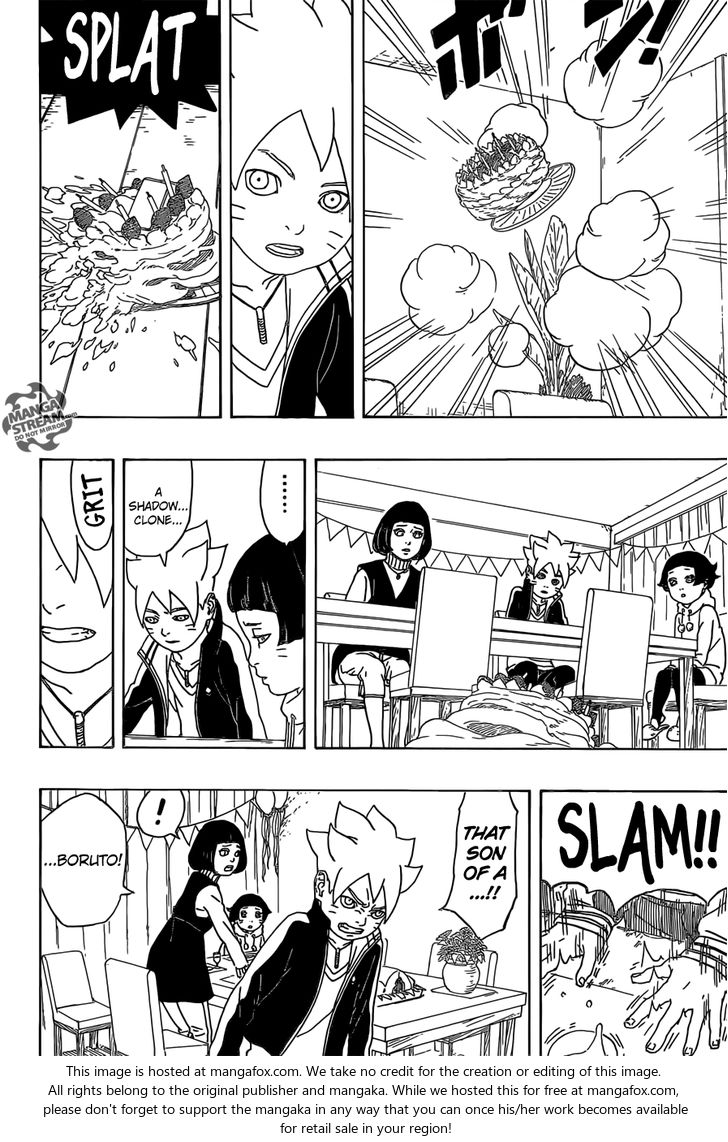 ボン!
SPLAT
MANGA
STREAM.com
DO NOT MIRROR
........
A
SHADOW...
CLONE...
GRIT
SLAM!!
THAT
SON
OF A
...!!
!
...BORUTO!
This image is hosted at mangafox.com. We take no credit for the creation or editing of this image.
All rights belong to the original publisher and mangaka. While we hosted this for free at mangafox.com,
please don't forget to support the mangaka in any way that you can once his/her work becomes available
for retail sale in your region!